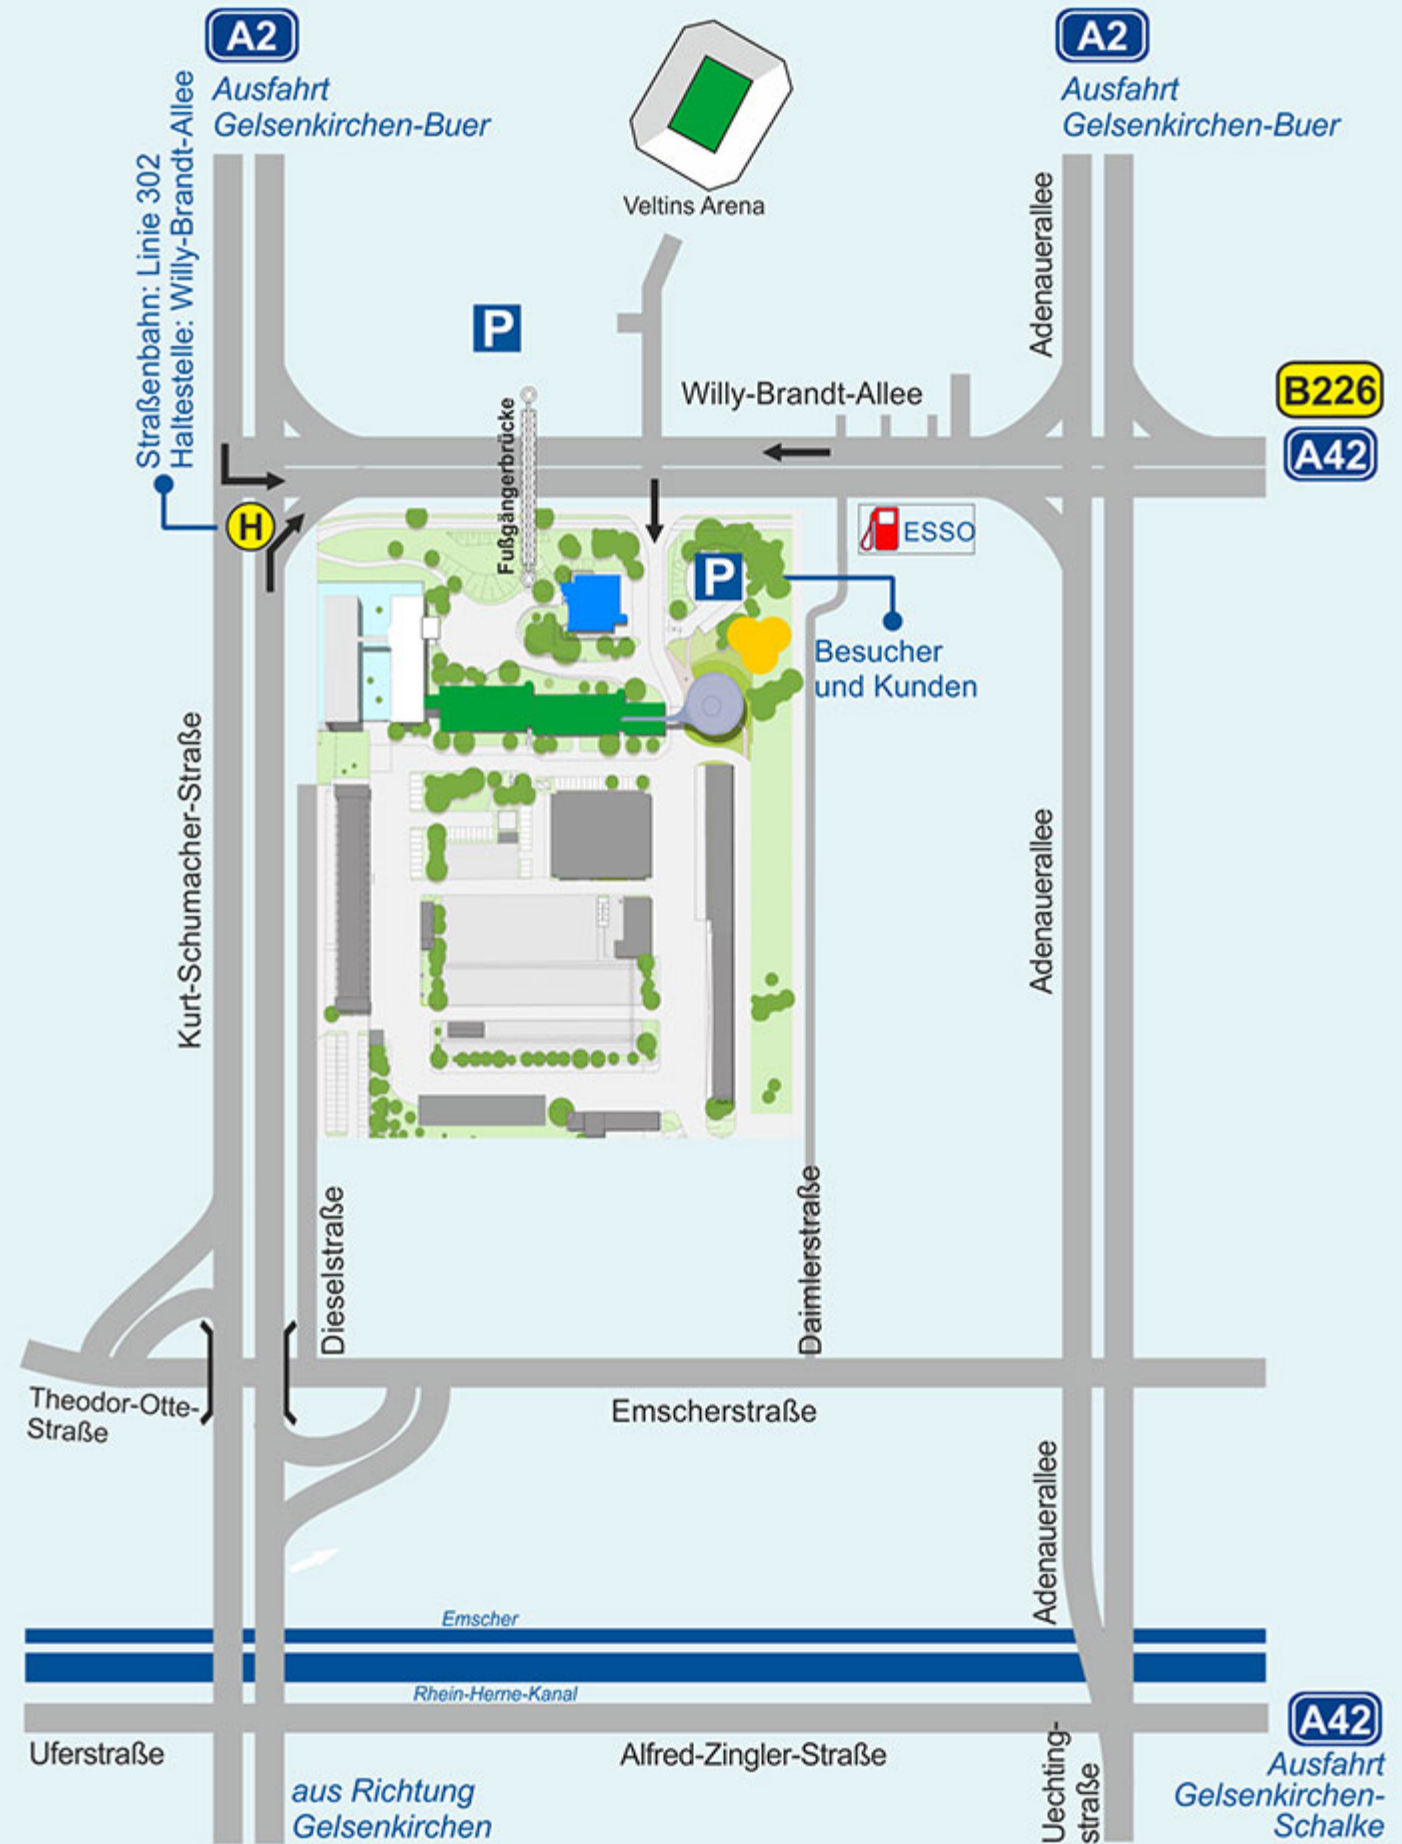 A2
Ausfahrt
Gelsenkirchen-Buer
A2
Ausfahrt
Gelsenkirchen-Buer
Straßenbahn: Linie 302
Haltestelle: Willy-Brandt-Allee
Veltins Arena
Adenauerallee
P
Willy-Brandt-Allee
B226
A42
Fußgängerbrücke
H
ESSO
P
Besucher
und Kunden
Kurt-Schumacher-Straße
Adenauerallee
Dieselstraße
Daimlerstraße
Theodor-Otte-
Straße
Emscherstraße
Adenauerallee
Emscher
Rhein-Herne-Kanal
Uferstraße
Alfred-Zingler-Straße
Uechting-
straße
A42
Ausfahrt
Gelsenkirchen-
Schalke
aus Richtung
Gelsenkirchen